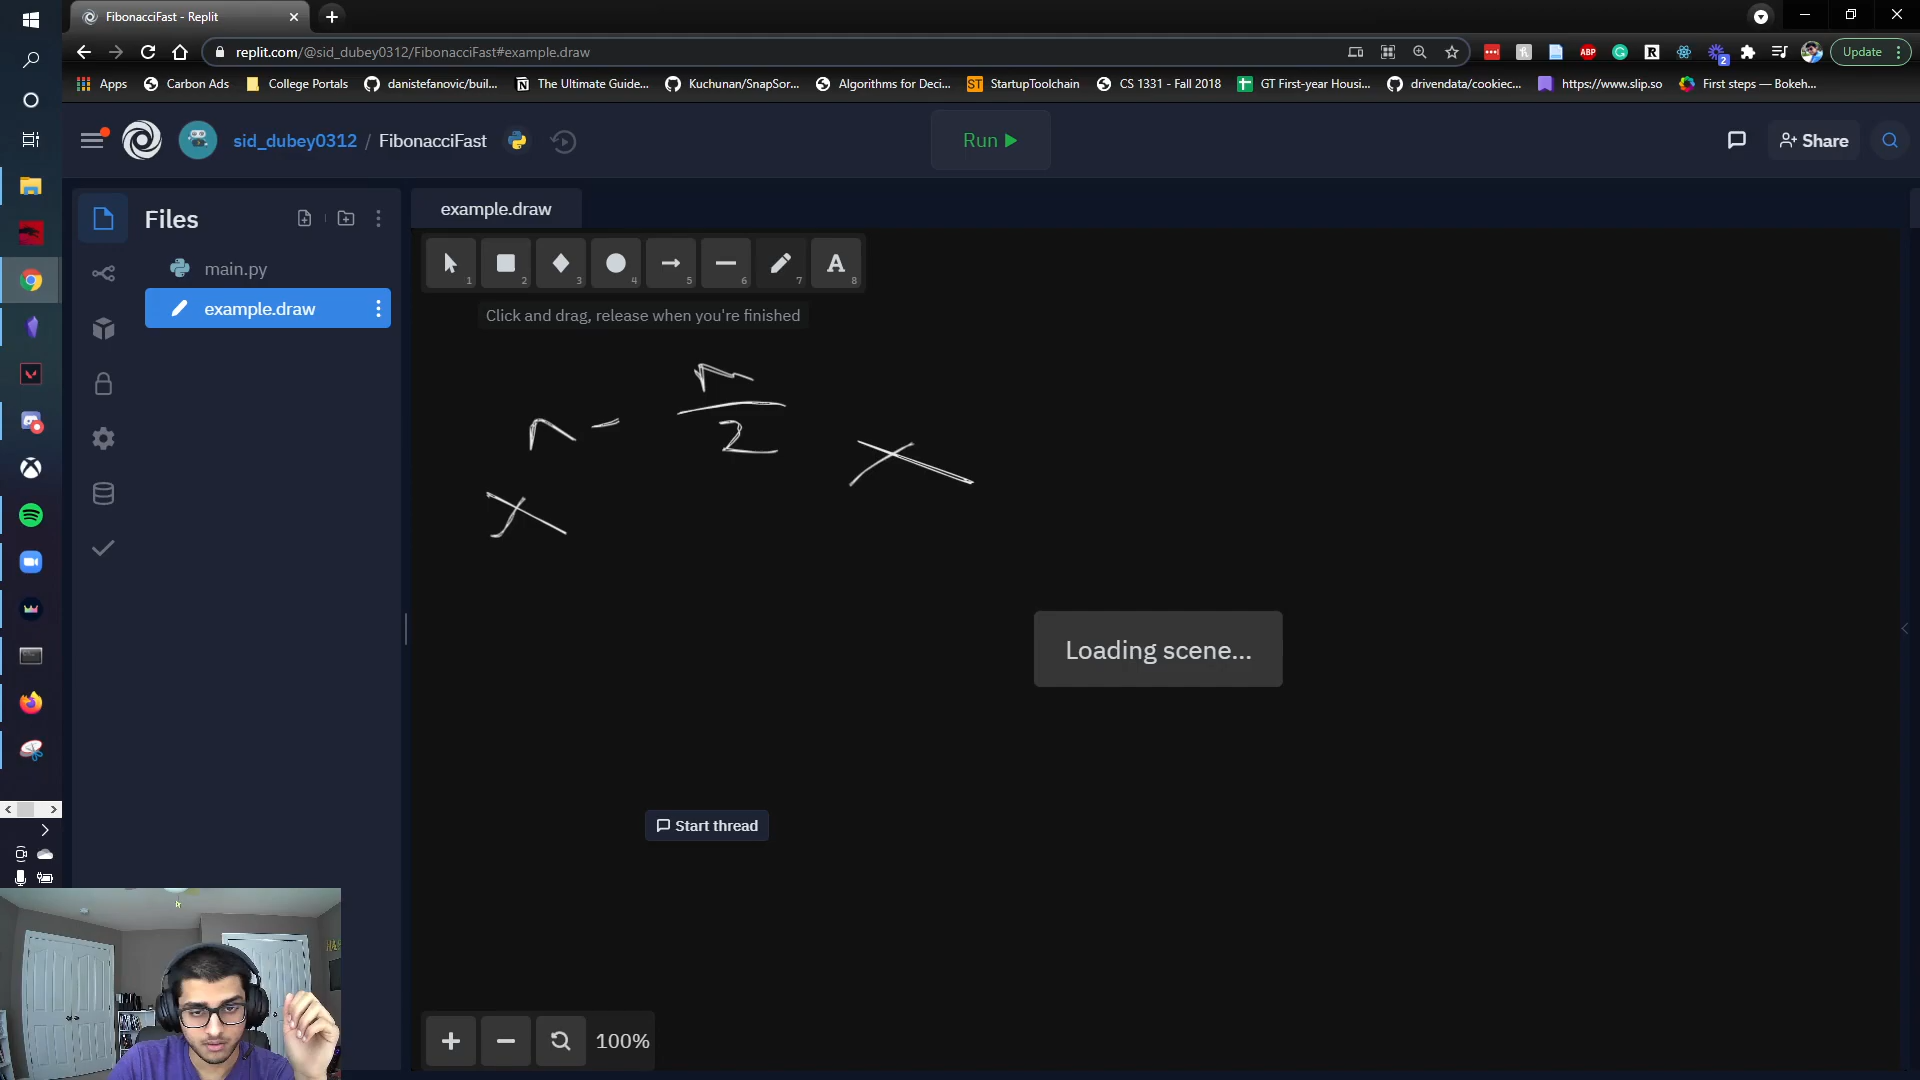 FibonacciFast - Replit
replit.com/@sid_dubey0312/FibonacciFast#example.draw
Update
2
Apps
Carbon Ads
College Portals
danistefanovic/buil...
The Ultimate Guide...
Kuchunan/SnapSor...
Algorithms for Deci...
ST StartupToolchain
CS 1331 - Fall 2018
GT First-year Housi...
drivendata/cookiec...
https://www.slip.so
First steps — Bokeh...
sid_dubey0312 / FibonacciFast
Run
Share
Files
example.draw
main.py
example.draw
1 2 3 4 5 6 7 A 8
Click and drag, release when you're finished
n
n -
2
x
x
Loading scene...
Start thread
100%